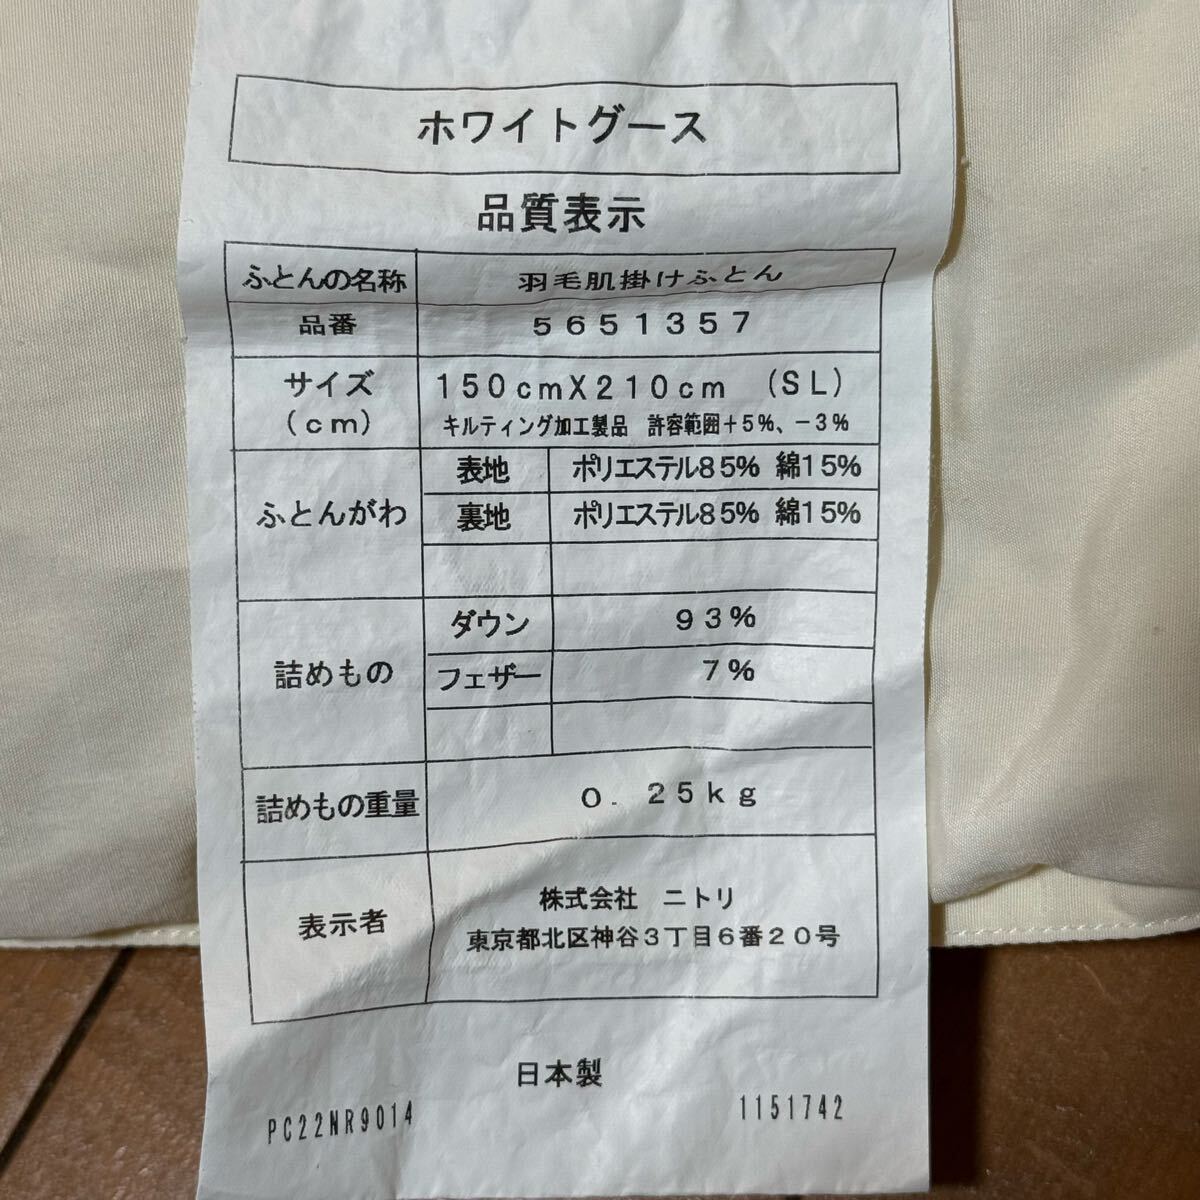 ホワイトグース
品質表示
ふとんの名称 羽毛肌掛けふとん
品番 5651357
サイズ 150cmX210cm (SL)
(cm) キルティング加工製品 許容範囲+5%、-3%
表地 ポリエステル85% 綿15%
ふとんがわ 裏地 ポリエステル85% 綿15%
ダウン 93%
詰めもの フェザー 7%
詰めもの重量 0.25kg
株式会社 ニトリ
表示者 東京都北区神谷3丁目6番20号
日本製
PC22NR9014 1151742